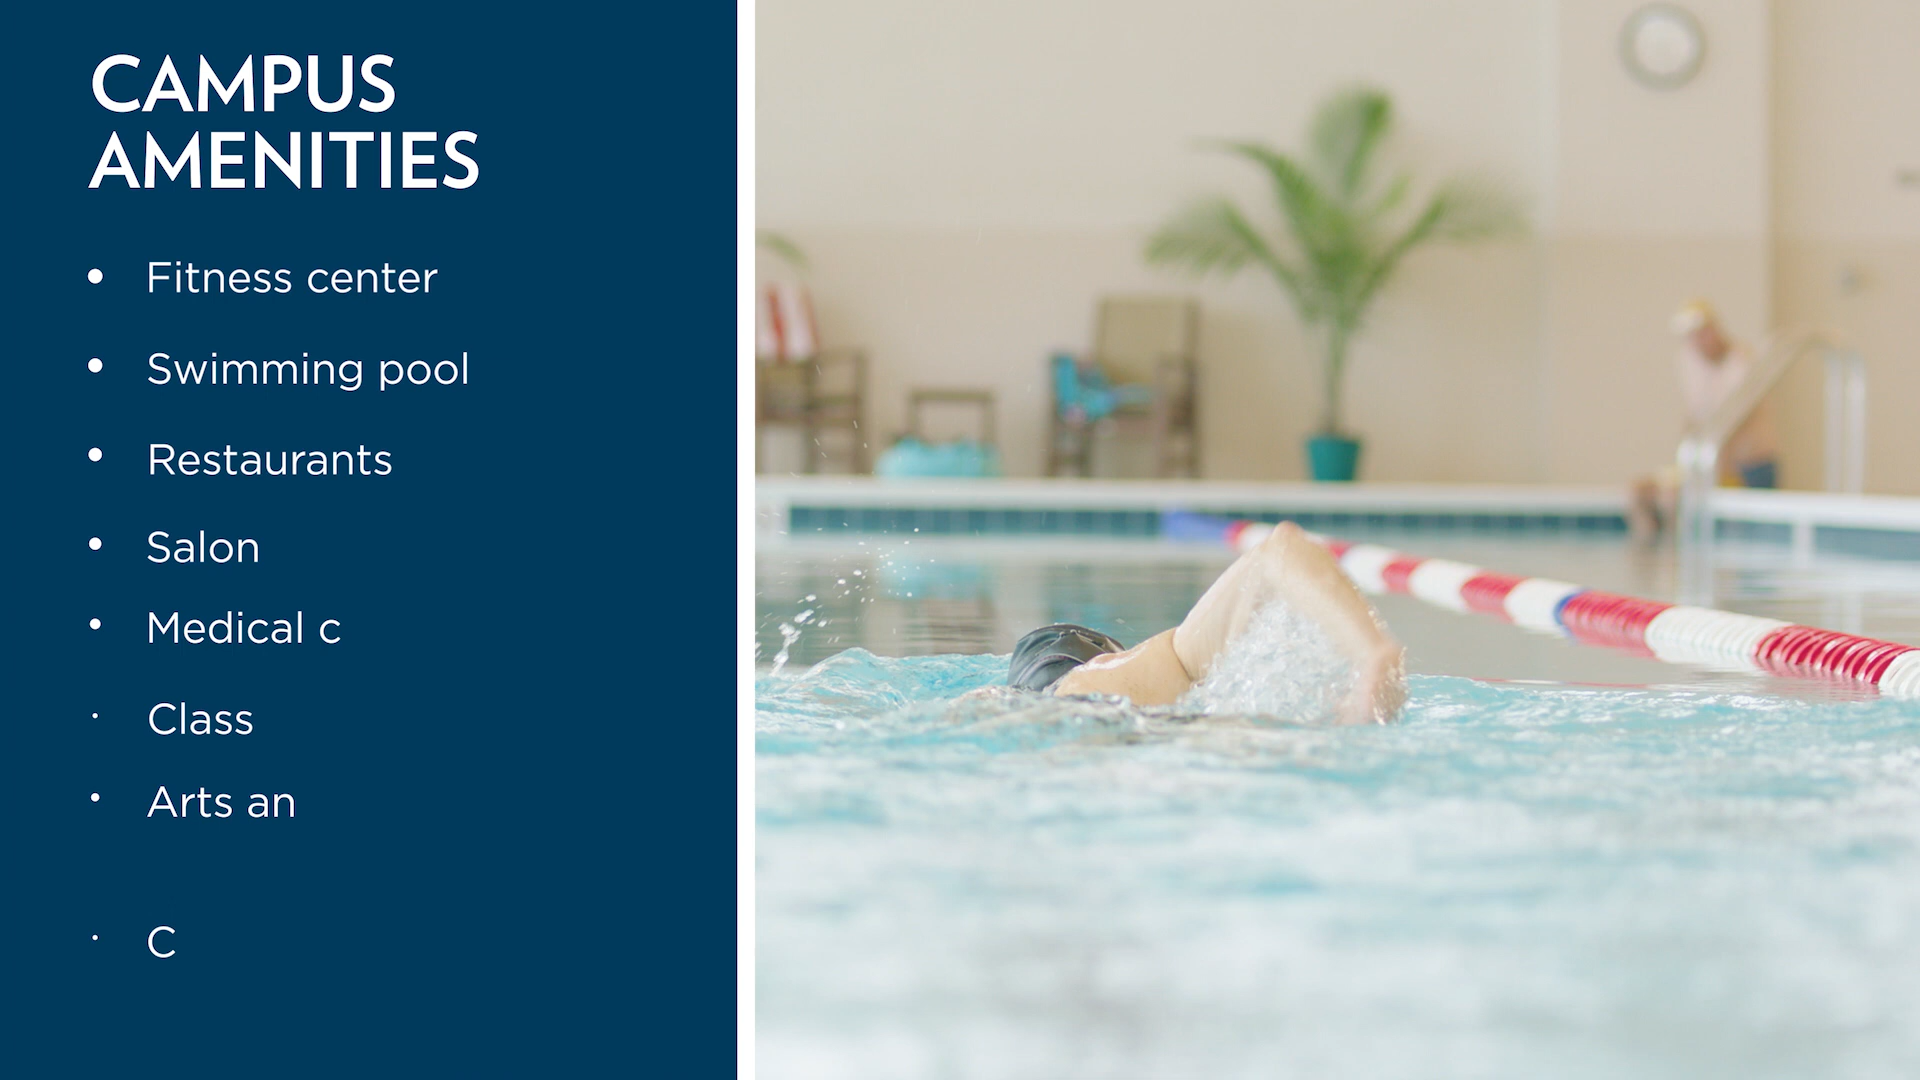 CAMPUS
AMENITIES
• Fitness center
• Swimming pool
• Restaurants
• Salon
• Medical c
• Class
• Arts an
• C